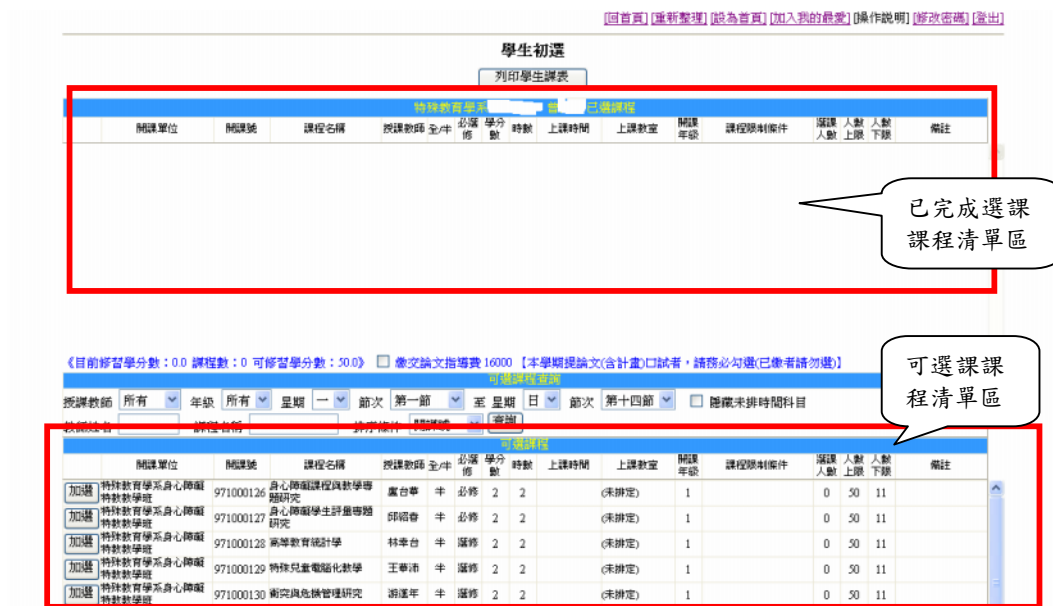 [回首頁] [重新整理] [設為首頁] [加入我的最愛] [操作說明] [修改密碼] [登出]
學生初選
列印學生課表
特殊教育學系 已選課程
開課單位 開課號 課程名稱 授課教師 全/半 必選修 學分數 時數 上課時間 上課教室 開課年級 課程限制條件 選課人數 人數上限 人數下限 備註
已完成選課
課程清單區
《目前修習學分數：0.0 課程數：0 可修習學分數：50.0》 繳交論文指導費 16000 【本學期提論文(含計畫)口試者，請務必勾選(已繳者請勿選)】
可選課課
程清單區
可選課程查詢
授課教師 所有 年級 所有 星期 一 節次 第一節 至 星期 日 節次 第十四節 隱藏未排時間科目
教師姓名 課程名稱 排序條件 開課號 查詢
可選課程
開課單位 開課號 課程名稱 授課教師 全/半 必選修 學分數 時數 上課時間 上課教室 開課年級 課程限制條件 選課人數 人數上限 人數下限 備註
加選 特殊教育學系身心障礙特教教學班 971000126 身心障礙課程與教學專題研究 盧台華 半 必修 2 2 (未排定) 1 0 50 11
加選 特殊教育學系身心障礙特教教學班 971000127 身心障礙學生評量專題研究 邱紹春 半 必修 2 2 (未排定) 1 0 50 11
加選 特殊教育學系身心障礙特教教學班 971000128 高等教育統計學 林幸台 半 選修 2 2 (未排定) 1 0 50 11
加選 特殊教育學系身心障礙特教教學班 971000129 特殊兒童電腦化教學 王華沛 半 選修 2 2 (未排定) 1 0 50 11
加選 特殊教育學系身心障礙特教教學班 971000130 衝突與危機管理研究 游進年 半 選修 2 2 (未排定) 1 0 50 11